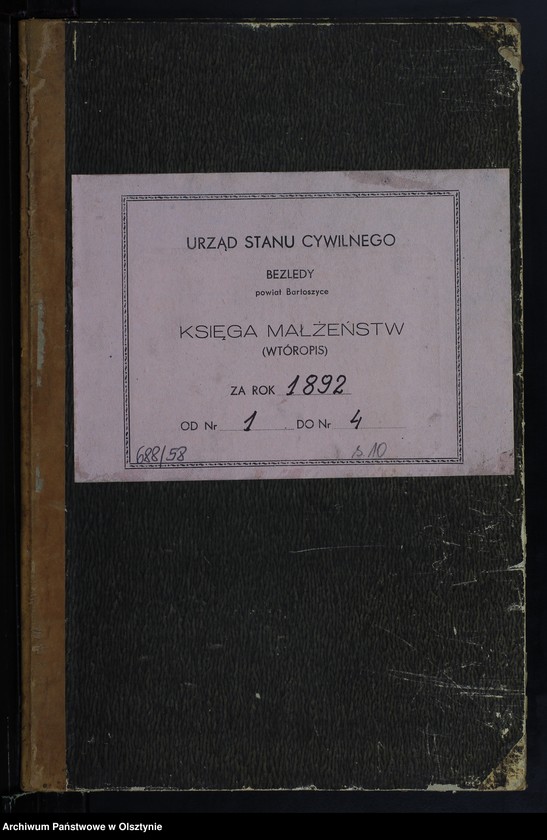 URZĄD STANU CYWILNEGO
BEZLEDY
powiat Bartoszyce
KSIĘGA MAŁŻEŃSTW
(WTÓROPIS)
ZA ROK 1892
OD Nr 1 DO Nr 4
688/58 s. 10
Archiwum Państwowe w Olsztynie